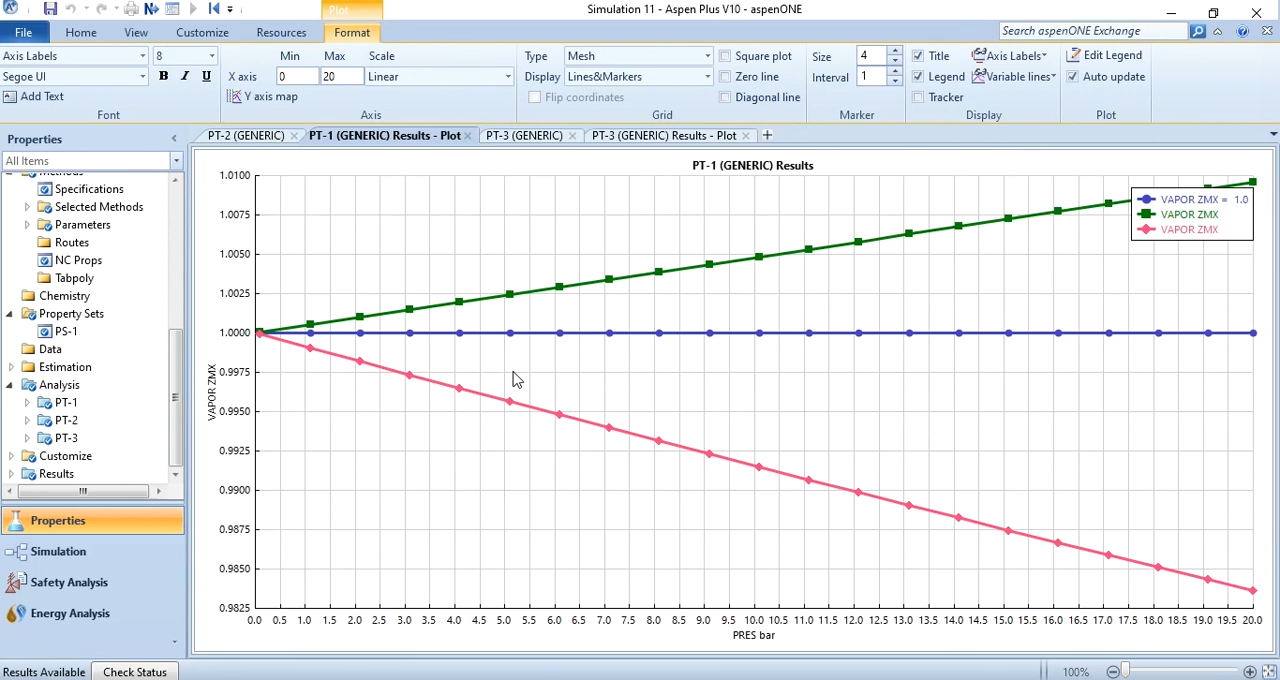 Plot
Simulation 11 - Aspen Plus V10 - aspenONE
File
Home
View
Customize
Resources
Format
Search aspenONE Exchange
Axis Labels
8
Segoe UI
B I U
Add Text
Font
Min
Max
Scale
X axis
20
Linear
Y axis map
Axis
Type
Mesh
Square plot
Display
Lines&Markers
Zero line
Flip coordinates
Diagonal line
Grid
Size
4
Interval
1
Marker
Title
Axis Labels
Legend
Variable lines
Tracker
Display
Edit Legend
Auto update
Plot
Properties
PT-2 (GENERIC)
PT-1 (GENERIC) Results - Plot
PT-3 (GENERIC)
PT-3 (GENERIC) Results - Plot
All Items
Methods
Specifications
Selected Methods
Parameters
Routes
NC Props
Tabpoly
Chemistry
Property Sets
PS-1
Data
Estimation
Analysis
PT-1
PT-2
PT-3
Customize
Results
Properties
Simulation
Safety Analysis
Energy Analysis
PT-1 (GENERIC) Results
VAPOR ZMX = 1.0
VAPOR ZMX
VAPOR ZMX
1.0100
1.0075
1.0050
1.0025
1.0000
0.9975
0.9950
0.9925
0.9900
0.9875
0.9850
0.9825
VAPOR ZMX
0.0 0.5 1.0 1.5 2.0 2.5 3.0 3.5 4.0 4.5 5.0 5.5 6.0 6.5 7.0 7.5 8.0 8.5 9.0 9.5 10.0 10.5 11.0 11.5 12.0 12.5 13.0 13.5 14.0 14.5 15.0 15.5 16.0 16.5 17.0 17.5 18.0 18.5 19.0 19.5 20.0
PRES bar
Results Available
Check Status
100%